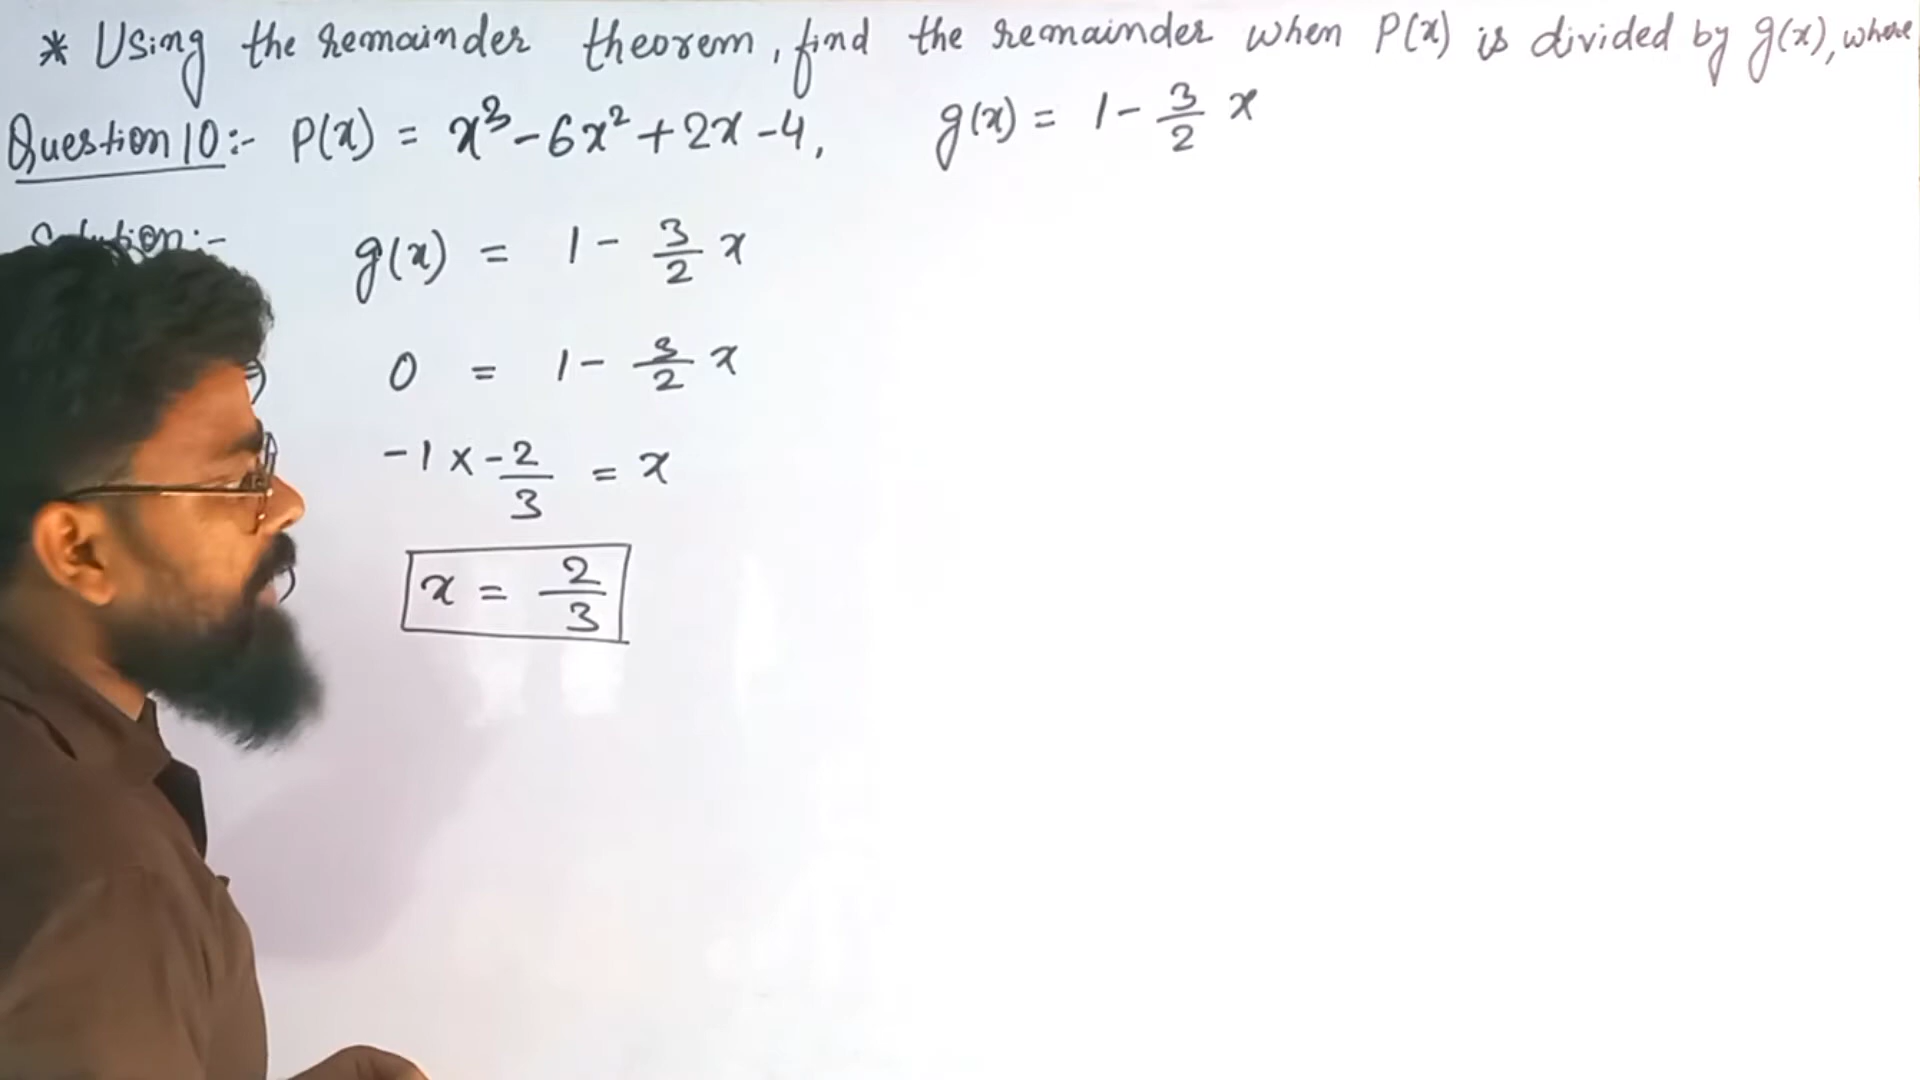 * Using the remainder theorem, find the remainder when P(x) is divided by g(x), where
Question 10:- P(x) = x³-6x²+2x-4, g(x) = 1- 3/2 x
Solution:-
g(x) = 1- 3/2 x
0 = 1- 3/2 x
-1 x -2/3 = x
x = 2/3